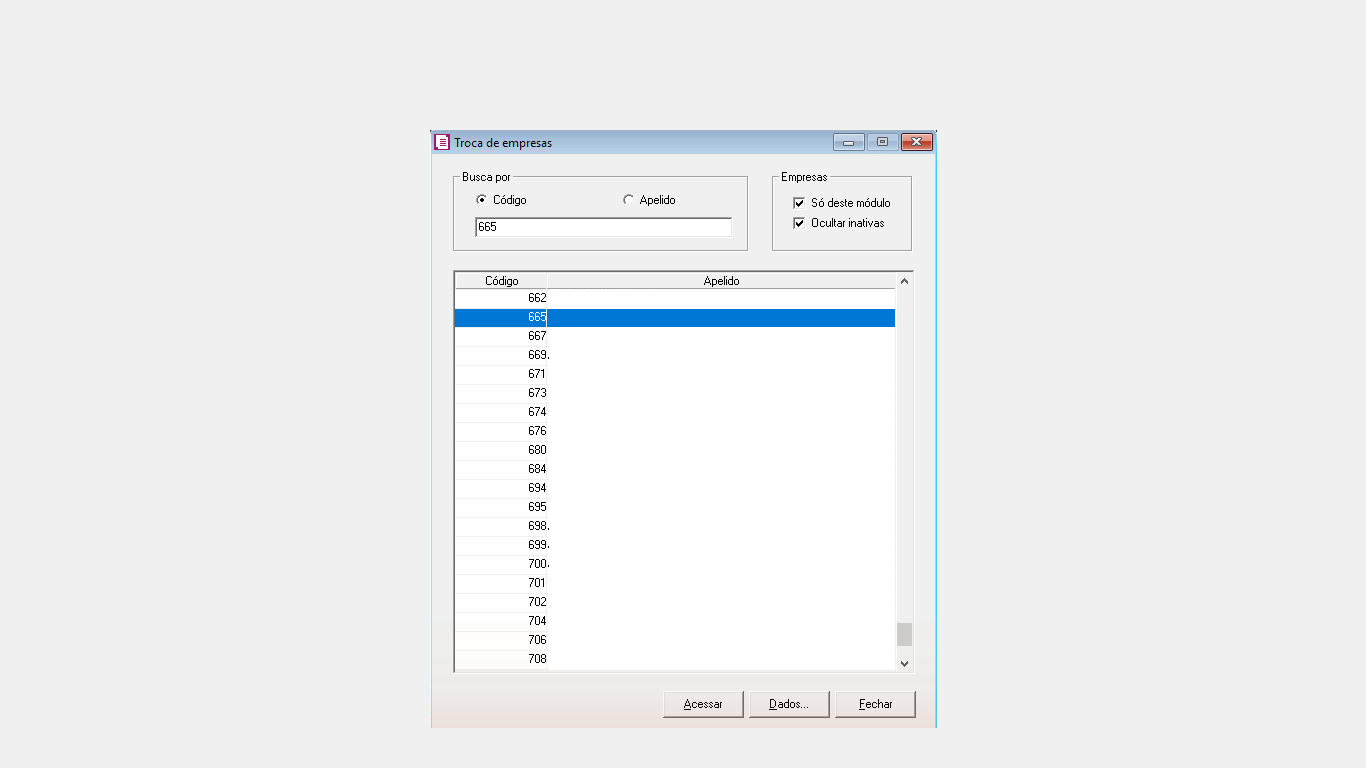 Troca de empresas
Busca por
Código
Apelido
665
Empresas
Só deste módulo
Ocultar inativas
Código Apelido
662
665
667
669
671
673
674
676
680
684
694
695
698
699
700
701
702
704
706
708
Acessar
Dados...
Fechar